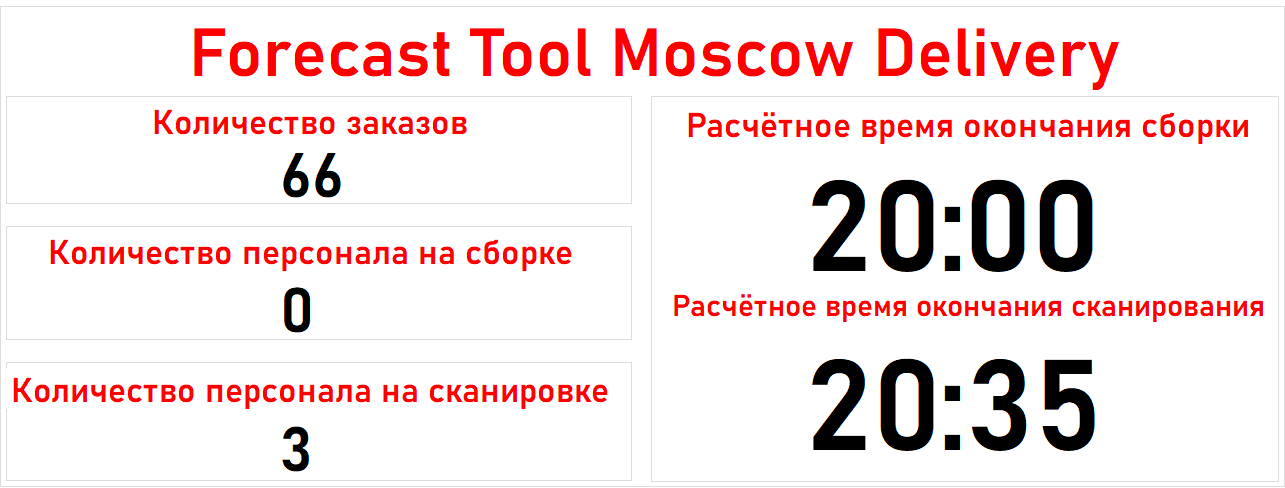 Forecast Tool Moscow Delivery
Количество заказов
66
Количество персонала на сборке
0
Количество персонала на сканировке
3
Расчётное время окончания сборки
20:00
Расчётное время окончания сканирования
20:35